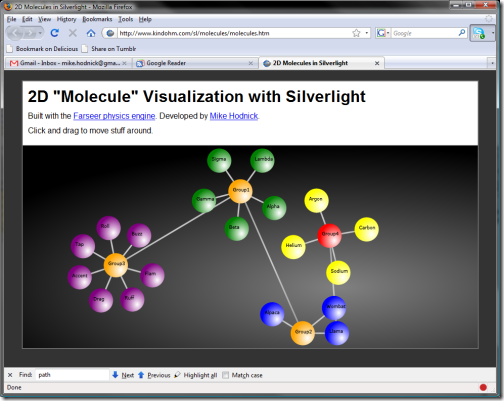 2D Molecules in Silverlight - Mozilla Firefox
File Edit View History Bookmarks Tools Help
http://www.kindohm.com/sl/molecules/molecules.htm
Google
Bookmark on Delicious Share on Tumblr
Gmail - Inbox - mike.hodnick@gma...
Google Reader
2D Molecules in Silverlight
2D "Molecule" Visualization with Silverlight
Built with the Farseer physics engine. Developed by Mike Hodnick.
Click and drag to move stuff around.
Sigma
Lambda
Group1
Gamma
Alpha
Beta
Argon
Carbon
Group4
Helium
Sodium
Bull
Buzz
Tap
Group3
Accent
Flam
Drag
Ruff
Wombat
Alpaca
Group2
Llama
Find: path Next Previous Highlight all Match case
Done